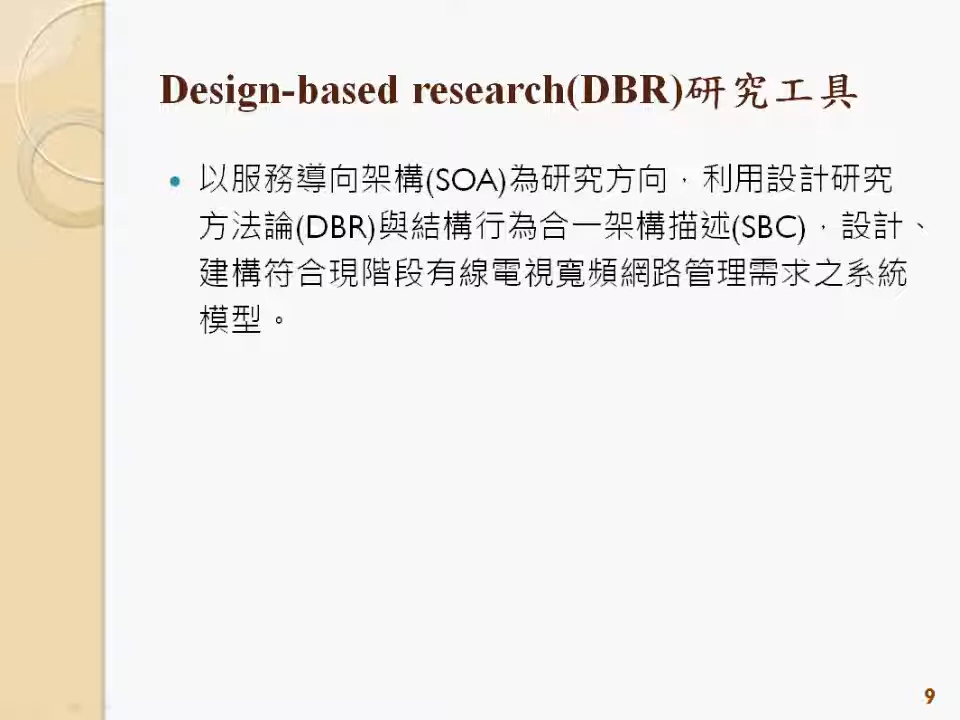 Design-based research(DBR)研究工具
• 以服務導向架構(SOA)為研究方向，利用設計研究
方法論(DBR)與結構行為合一架構描述(SBC)，設計、
建構符合現階段有線電視寬頻網路管理需求之系統
模型。
9